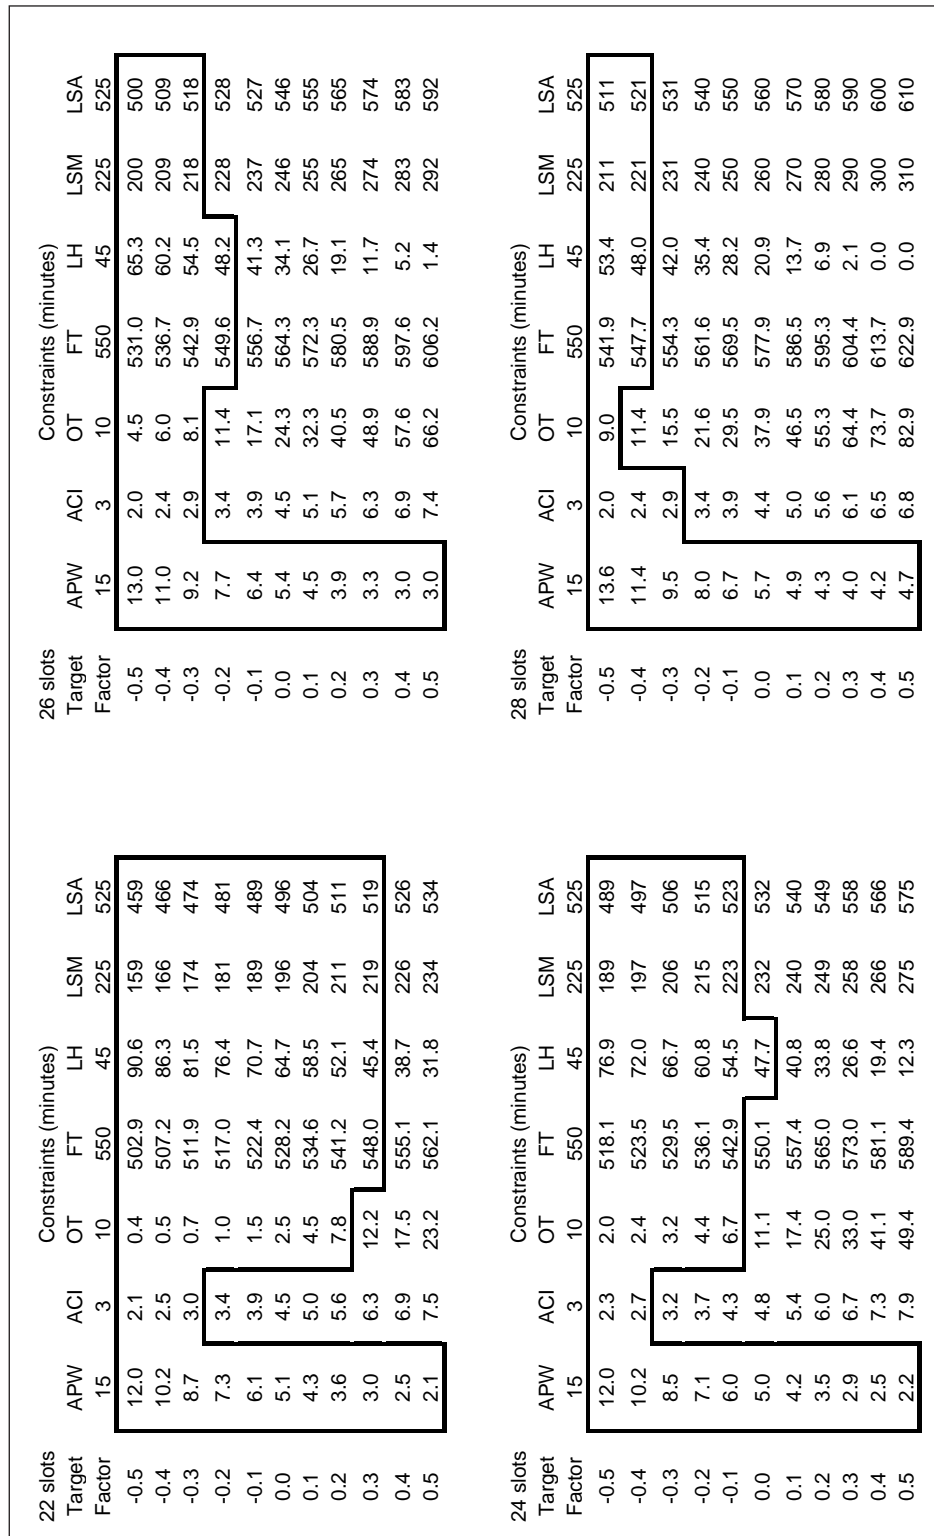 22 slots
Constraints (minutes)
Target APW ACI OT FT LH LSM LSA
Factor 15 3 10 550 45 225 525
-0.5 12.0 2.1 0.4 502.9 90.6 159 459
-0.4 10.2 2.5 0.5 507.2 86.3 166 466
-0.3 8.7 3.0 0.7 511.9 81.5 174 474
-0.2 7.3 3.4 1.0 517.0 76.4 181 481
-0.1 6.1 3.9 1.5 522.4 70.7 189 489
0.0 5.1 4.5 2.5 528.2 64.7 196 496
0.1 4.3 5.0 4.5 534.6 58.5 204 504
0.2 3.6 5.6 7.8 541.2 52.1 211 511
0.3 3.0 6.3 12.2 548.0 45.4 219 519
0.4 2.5 6.9 17.5 555.1 38.7 226 526
0.5 2.1 7.5 23.2 562.1 31.8 234 534
26 slots
Constraints (minutes)
Target APW ACI OT FT LH LSM LSA
Factor 15 3 10 550 45 225 525
-0.5 13.0 2.0 4.5 531.0 65.3 200 500
-0.4 11.0 2.4 6.0 536.7 60.2 209 509
-0.3 9.2 2.9 8.1 542.9 54.5 218 518
-0.2 7.7 3.4 11.4 549.6 48.2 228 528
-0.1 6.4 3.9 17.1 556.7 41.3 237 527
0.0 5.4 4.5 24.3 564.3 34.1 246 546
0.1 4.5 5.1 32.3 572.3 26.7 255 555
0.2 3.9 5.7 40.5 580.5 19.1 265 565
0.3 3.3 6.3 48.9 588.9 11.7 274 574
0.4 3.0 6.9 57.6 597.6 5.2 283 583
0.5 3.0 7.4 66.2 606.2 1.4 292 592
24 slots
Constraints (minutes)
Target APW ACI OT FT LH LSM LSA
Factor 15 3 10 550 45 225 525
-0.5 12.0 2.3 2.0 518.1 76.9 189 489
-0.4 10.2 2.7 2.4 523.5 72.0 197 497
-0.3 8.5 3.2 3.2 529.5 66.7 206 506
-0.2 7.1 3.7 4.4 536.1 60.8 215 515
-0.1 6.0 4.3 6.7 542.9 54.5 223 523
0.0 5.0 4.8 11.1 550.1 47.7 232 532
0.1 4.2 5.4 17.4 557.4 40.8 240 540
0.2 3.5 6.0 25.0 565.0 33.8 249 549
0.3 2.9 6.7 33.0 573.0 26.6 258 558
0.4 2.5 7.3 41.1 581.1 19.4 266 566
0.5 2.2 7.9 49.4 589.4 12.3 275 575
28 slots
Constraints (minutes)
Target APW ACI OT FT LH LSM LSA
Factor 15 3 10 550 45 225 525
-0.5 13.6 2.0 9.0 541.9 53.4 211 511
-0.4 11.4 2.4 11.4 547.7 48.0 221 521
-0.3 9.5 2.9 15.5 554.3 42.0 231 531
-0.2 8.0 3.4 21.6 561.6 35.4 240 540
-0.1 6.7 3.9 29.5 569.5 28.2 250 550
0.0 5.7 4.4 37.9 577.9 20.9 260 560
0.1 4.9 5.0 46.5 586.5 13.7 270 570
0.2 4.3 5.6 55.3 595.3 6.9 280 580
0.3 4.0 6.1 64.4 604.4 2.1 290 590
0.4 4.2 6.5 73.7 613.7 0.0 300 600
0.5 4.7 6.8 82.9 622.9 0.0 310 610